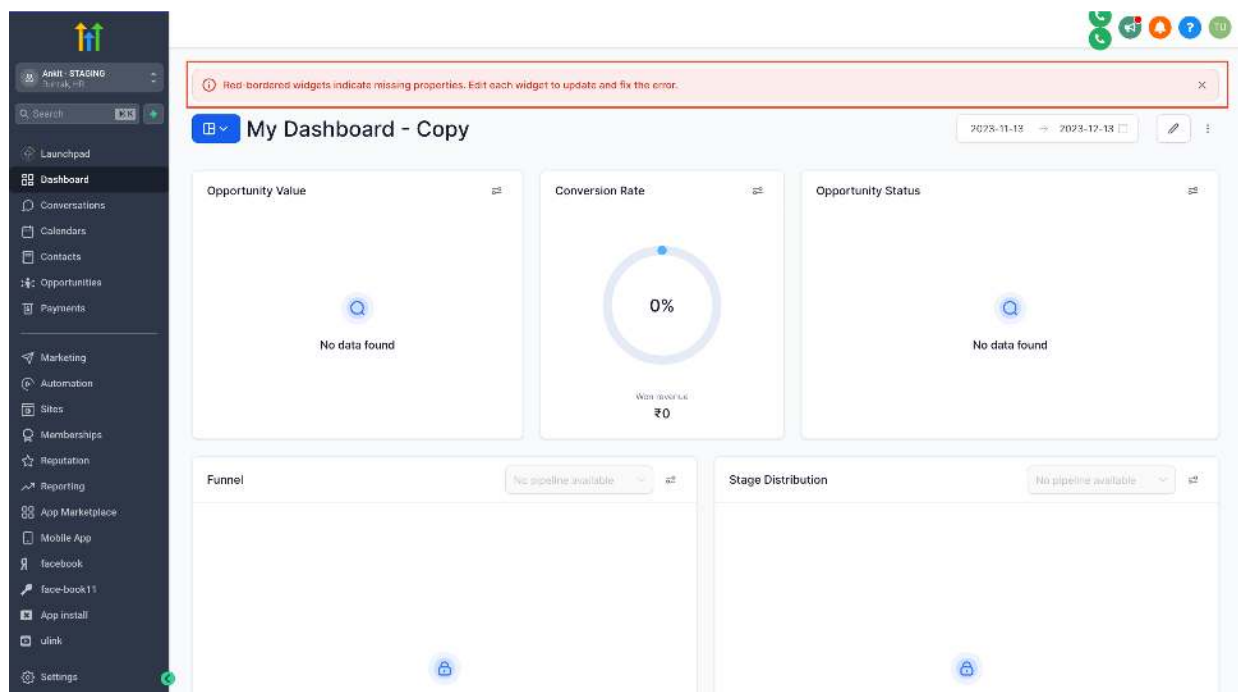 TU
Ankit - STAGING
Search
Launchpad
Dashboard
Conversations
Calendars
Contacts
Opportunities
Payments
Marketing
Automation
Sites
Memberships
Reputation
Reporting
App Marketplace
Mobile App
facebook
face-book11
App install
ulink
Settings
Red-bordered widgets indicate missing properties. Edit each widget to update and fix the error.
My Dashboard - Copy
2023-11-13 → 2023-12-13
Opportunity Value
No data found
Conversion Rate
0%
Won revenue
₹0
Opportunity Status
No data found
Funnel
No pipeline available
Stage Distribution
No pipeline available